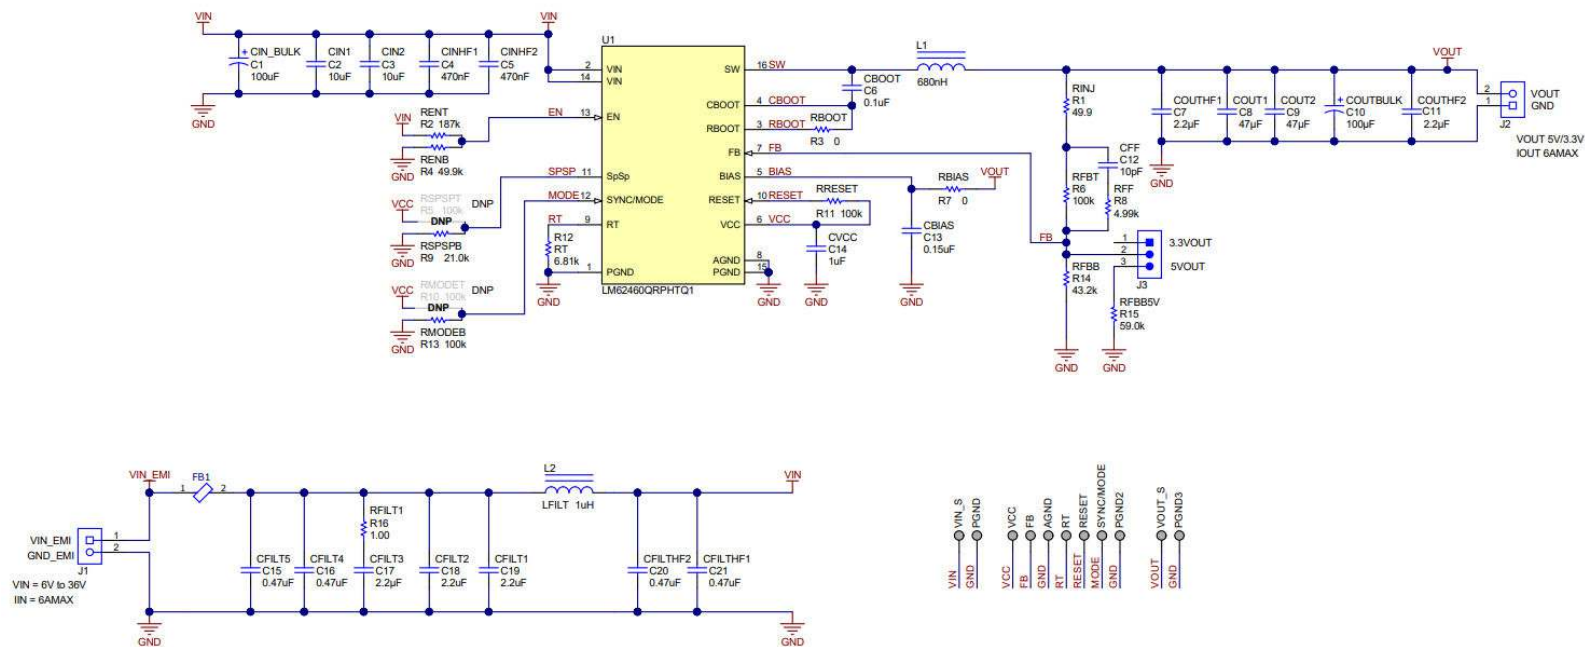 VIN
VIN
CIN_BULK
C1
100uF
CIN1
C2
10uF
CIN2
C3
10uF
CINHF1
C4
470nF
CINHF2
C5
470nF
GND
U1
2 VIN
14 VIN
EN 13 EN
SPSP 11 SpSp
MODE 12 SYNC/MODE
RT 9 RT
1 PGND
SW 16 SW
CBOOT 4 CBOOT
RBOOT 3 RBOOT
FB 7 FB
BIAS 5 BIAS
RESET 10 RESET
VCC 6 VCC
AGND 8
PGND 15
LM62460QRPHTQ1
VIN
RENT
R2 187k
RENB
R4 49.9k
GND
RSPSPT
R5 100k
DNP
VCC
DNP
RSPSPB
R9 21.0k
GND
RMODET
R10 100k
DNP
VCC
DNP
RMODEB
R13 100k
GND
R12
RT
6.81k
GND
GND
L1
680nH
CBOOT
C6
0.1uF
RBOOT
R3 0
RBIAS
R7 0
VOUT
RRESET
R11 100k
CVCC
C14
1uF
GND
CBIAS
C13
0.15uF
GND
RINJ
R1
49.9
CFF
C12
10pF
RFBT
R6
100k
RFF
R8
4.99k
FB
RFBB
R14
43.2k
GND
1 3.3VOUT
2
3 5VOUT
J3
RFBB5V
R15
59.0k
GND
COUTHF1
C7
2.2µF
COUT1
C8
47µF
COUT2
C9
47µF
COUTBULK
C10
100µF
COUTHF2
C11
2.2µF
GND
VOUT
2 VOUT
1 GND
J2
VOUT 5V/3.3V
IOUT 6AMAX
VIN_EMI
FB1
1 2
VIN_EMI 1
GND_EMI 2
J1
VIN = 6V to 36V
IIN = 6AMAX
GND
CFILT5
C15
0.47uF
CFILT4
C16
0.47uF
RFILT1
R16
1.00
CFILT3
C17
2.2µF
CFILT2
C18
2.2uF
CFILT1
C19
2.2uF
L2
LFILT 1uH
CFILTHF2
C20
0.47uF
CFILTHF1
C21
0.47uF
VIN
GND
VIN_S
PGND
VCC
FB
AGND
RT
RESET
SYNC/MODE
PGND2
VOUT_S
PGND3
VIN
GND
VCC
FB
GND
RT
RESET
MODE
GND
VOUT
GND